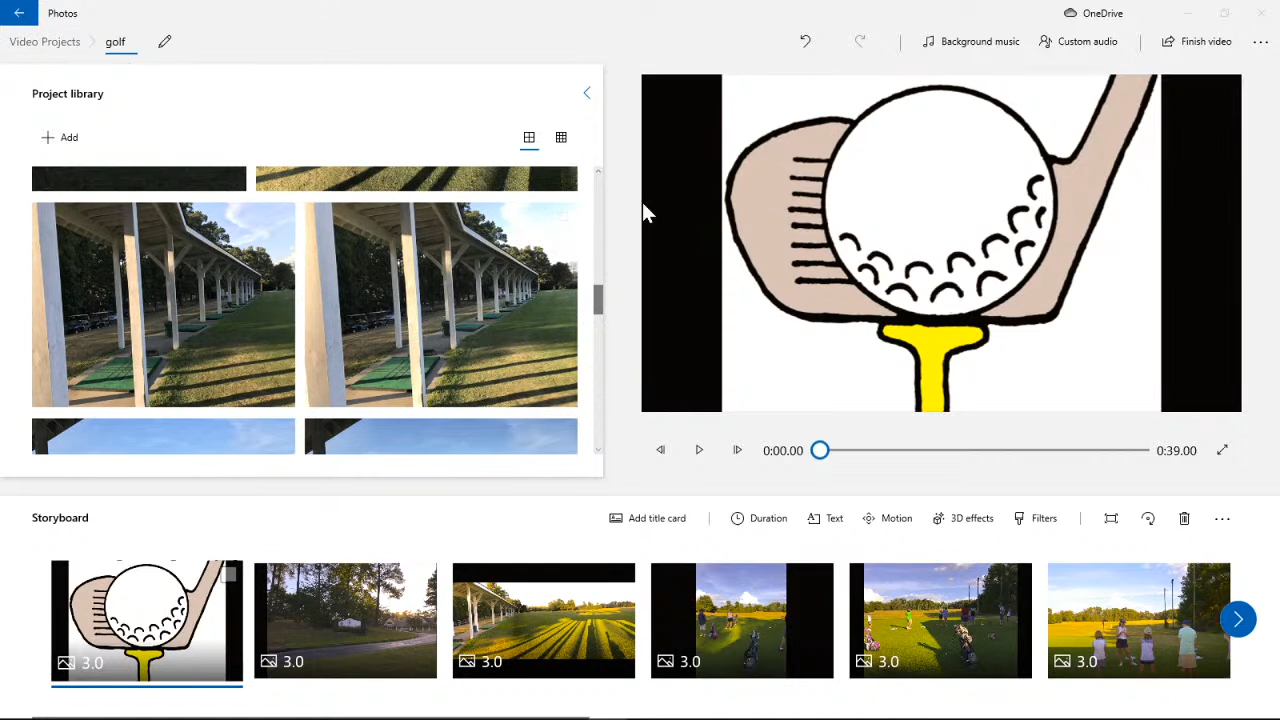 Photos
OneDrive
Video Projects
golf
Background music
Custom audio
Finish video
Project library
Add
0:00.00
0:39.00
Storyboard
Add title card
Duration
Text
Motion
3D effects
Filters
3.0
3.0
3.0
3.0
3.0
3.0